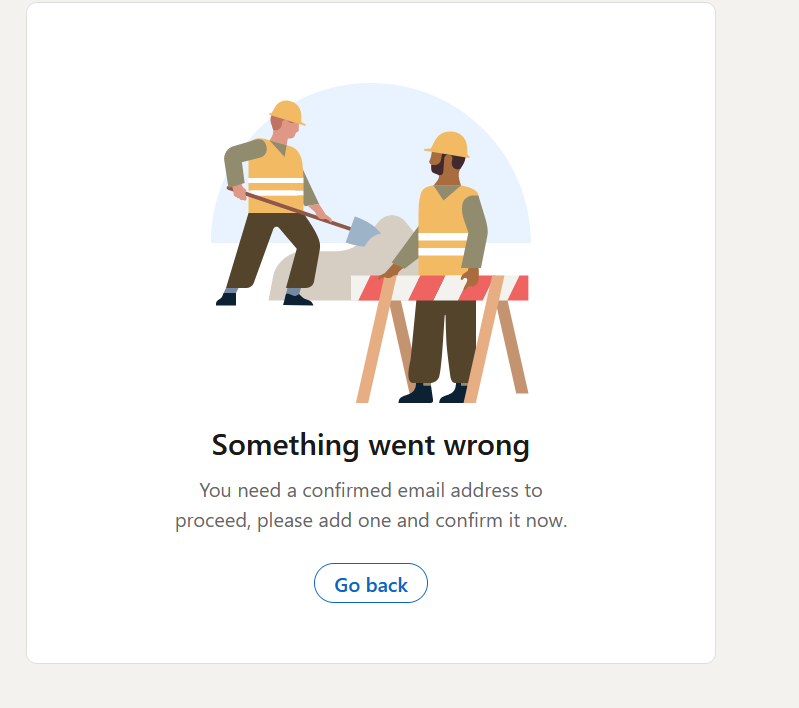 Something went wrong
You need a confirmed email address to
proceed, please add one and confirm it now.
Go back